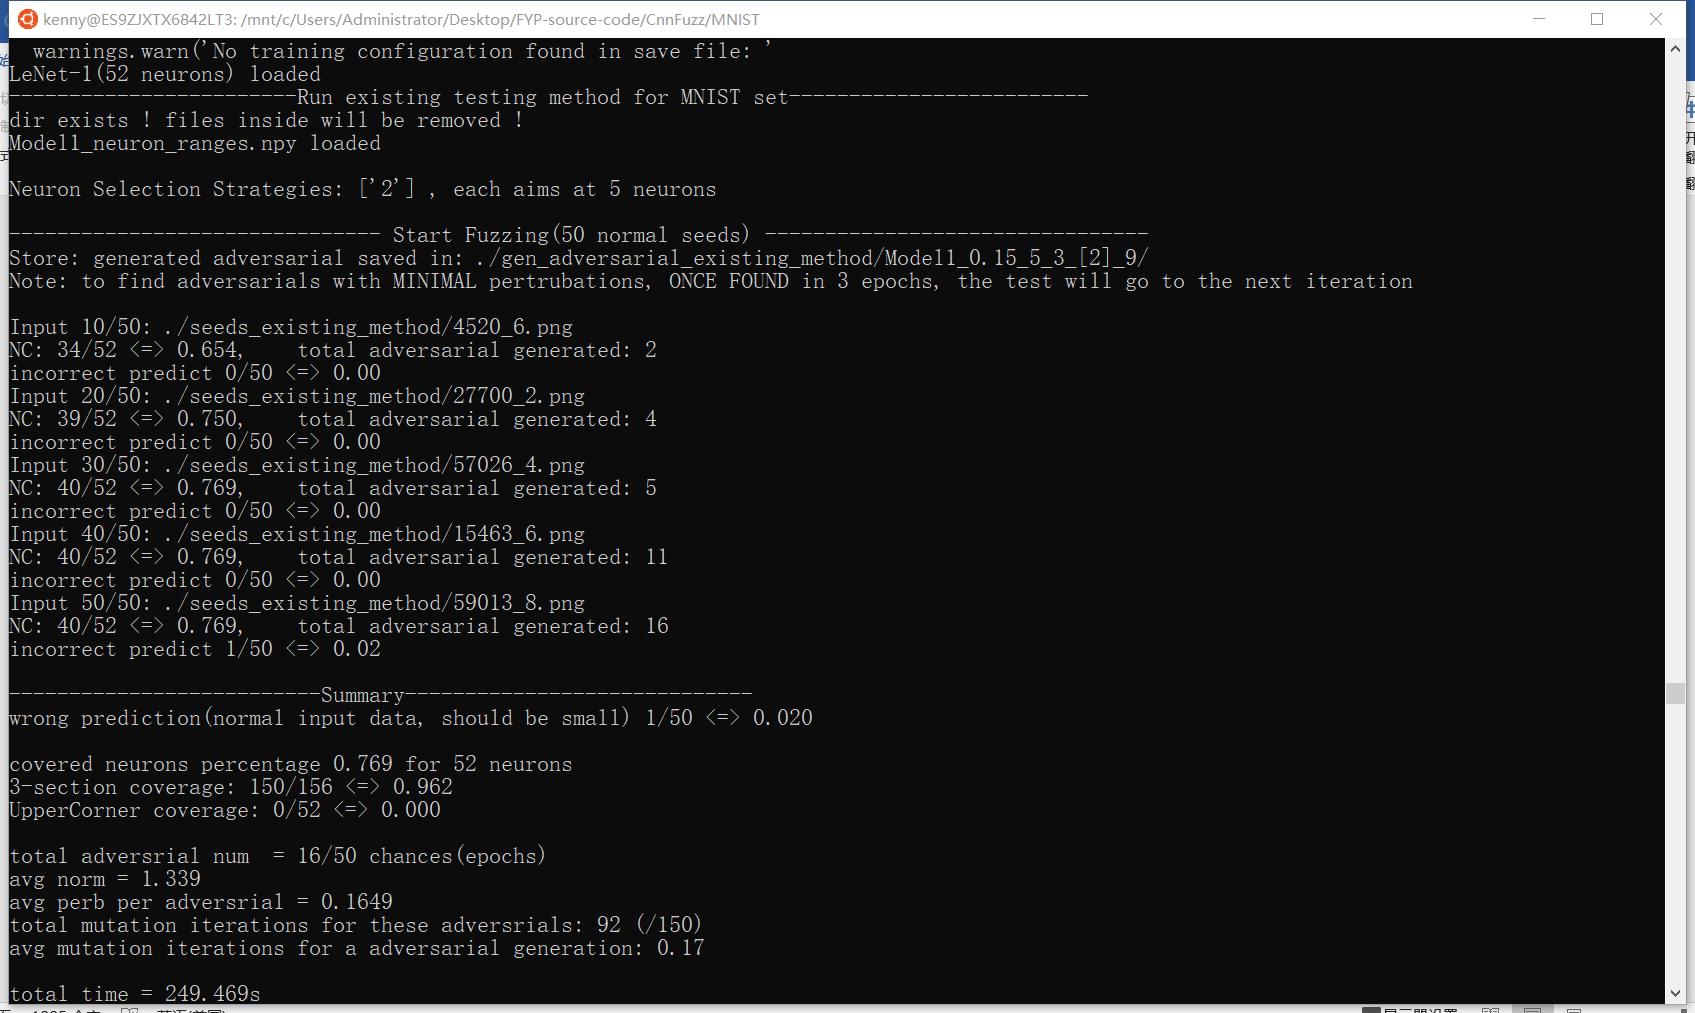 kenny@ES9ZJXTX6842LT3: /mnt/c/Users/Administrator/Desktop/FYP-source-code/CnnFuzz/MNIST
warnings.warn('No training configuration found in save file: '
LeNet-1(52 neurons) loaded
------------------------Run existing testing method for MNIST set-------------------------
dir exists ! files inside will be removed !
Model1_neuron_ranges.npy loaded
Neuron Selection Strategies: ['2'] , each aims at 5 neurons
------------------------------- Start Fuzzing(50 normal seeds) --------------------------------
Store: generated adversarial saved in: ./gen_adversarial_existing_method/Model1_0.15_5_3_[2]_9/
Note: to find adversarials with MINIMAL pertrubations, ONCE FOUND in 3 epochs, the test will go to the next iteration
Input 10/50: ./seeds_existing_method/4520_6.png
NC: 34/52 <=> 0.654,    total adversarial generated: 2
incorrect predict 0/50 <=> 0.00
Input 20/50: ./seeds_existing_method/27700_2.png
NC: 39/52 <=> 0.750,    total adversarial generated: 4
incorrect predict 0/50 <=> 0.00
Input 30/50: ./seeds_existing_method/57026_4.png
NC: 40/52 <=> 0.769,    total adversarial generated: 5
incorrect predict 0/50 <=> 0.00
Input 40/50: ./seeds_existing_method/15463_6.png
NC: 40/52 <=> 0.769,    total adversarial generated: 11
incorrect predict 0/50 <=> 0.00
Input 50/50: ./seeds_existing_method/59013_8.png
NC: 40/52 <=> 0.769,    total adversarial generated: 16
incorrect predict 1/50 <=> 0.02
--------------------------Summary-----------------------------
wrong prediction(normal input data, should be small) 1/50 <=> 0.020
covered neurons percentage 0.769 for 52 neurons
3-section coverage: 150/156 <=> 0.962
UpperCorner coverage: 0/52 <=> 0.000
total adversrial num  = 16/50 chances(epochs)
avg norm = 1.339
avg perb per adversrial = 0.1649
total mutation iterations for these adversrials: 92 (/150)
avg mutation iterations for a adversarial generation: 0.17
total time = 249.469s